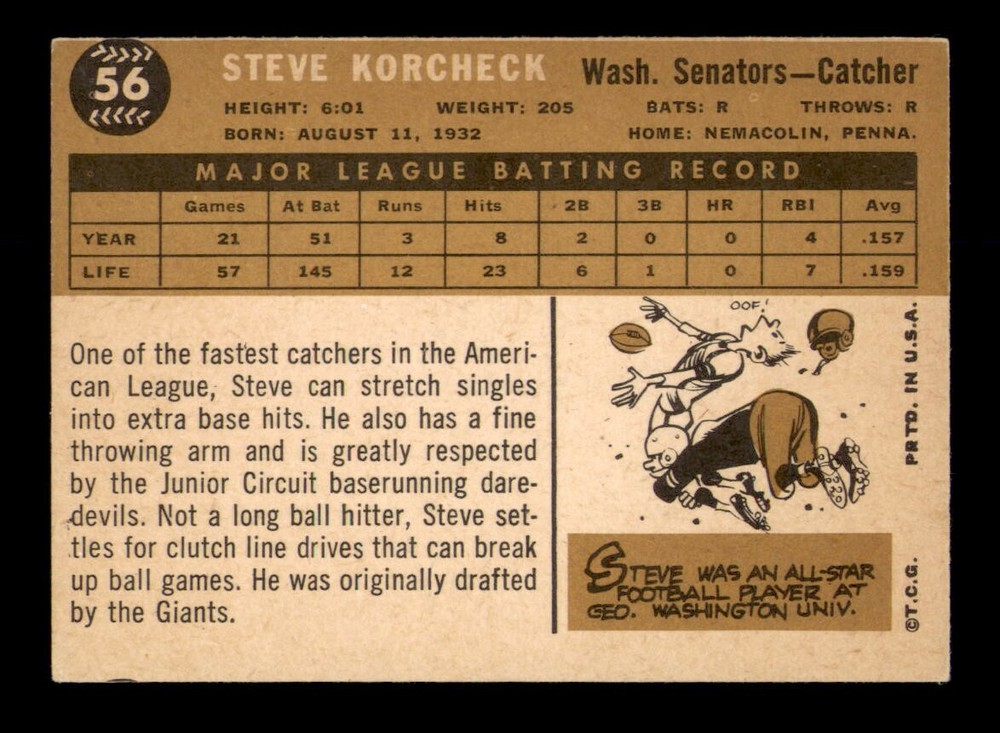 56
STEVE KORCHECK Wash. Senators—Catcher
HEIGHT: 6:01 WEIGHT: 205 BATS: R THROWS: R
BORN: AUGUST 11, 1932 HOME: NEMACOLIN, PENNA.
MAJOR LEAGUE BATTING RECORD
Games At Bat Runs Hits 2B 3B HR RBI Avg
YEAR 21 51 3 8 2 0 0 4 .157
LIFE 57 145 12 23 6 1 0 7 .159
One of the fastest catchers in the Ameri-
can League, Steve can stretch singles
into extra base hits. He also has a fine
throwing arm and is greatly respected
by the Junior Circuit baserunning dare-
devils. Not a long ball hitter, Steve set-
tles for clutch line drives that can break
up ball games. He was originally drafted
by the Giants.
OOF!
STEVE WAS AN ALL-STAR
FOOTBALL PLAYER AT
GEO. WASHINGTON UNIV.
©T.C.G. PRTD. IN U.S.A.